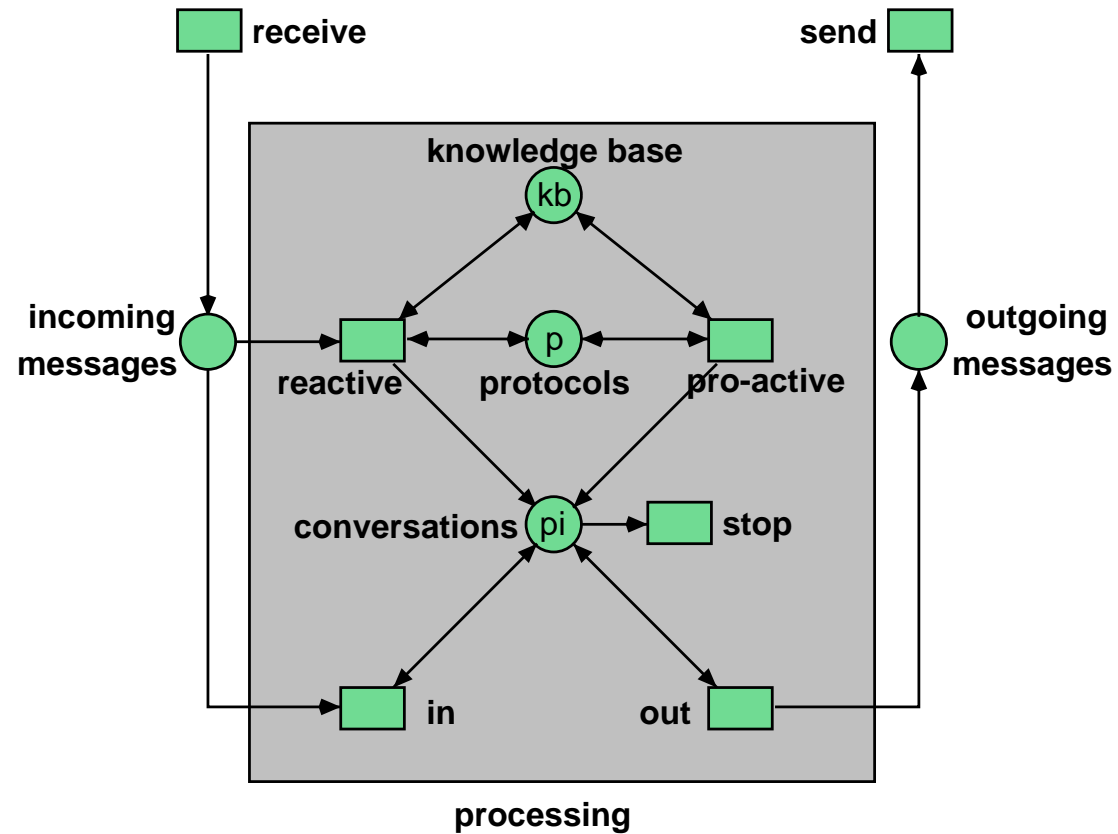 receive
send
knowledge base
kb
incoming
messages
outgoing
messages
p
reactive
protocols
pro-active
conversations
pi
stop
in
out
processing